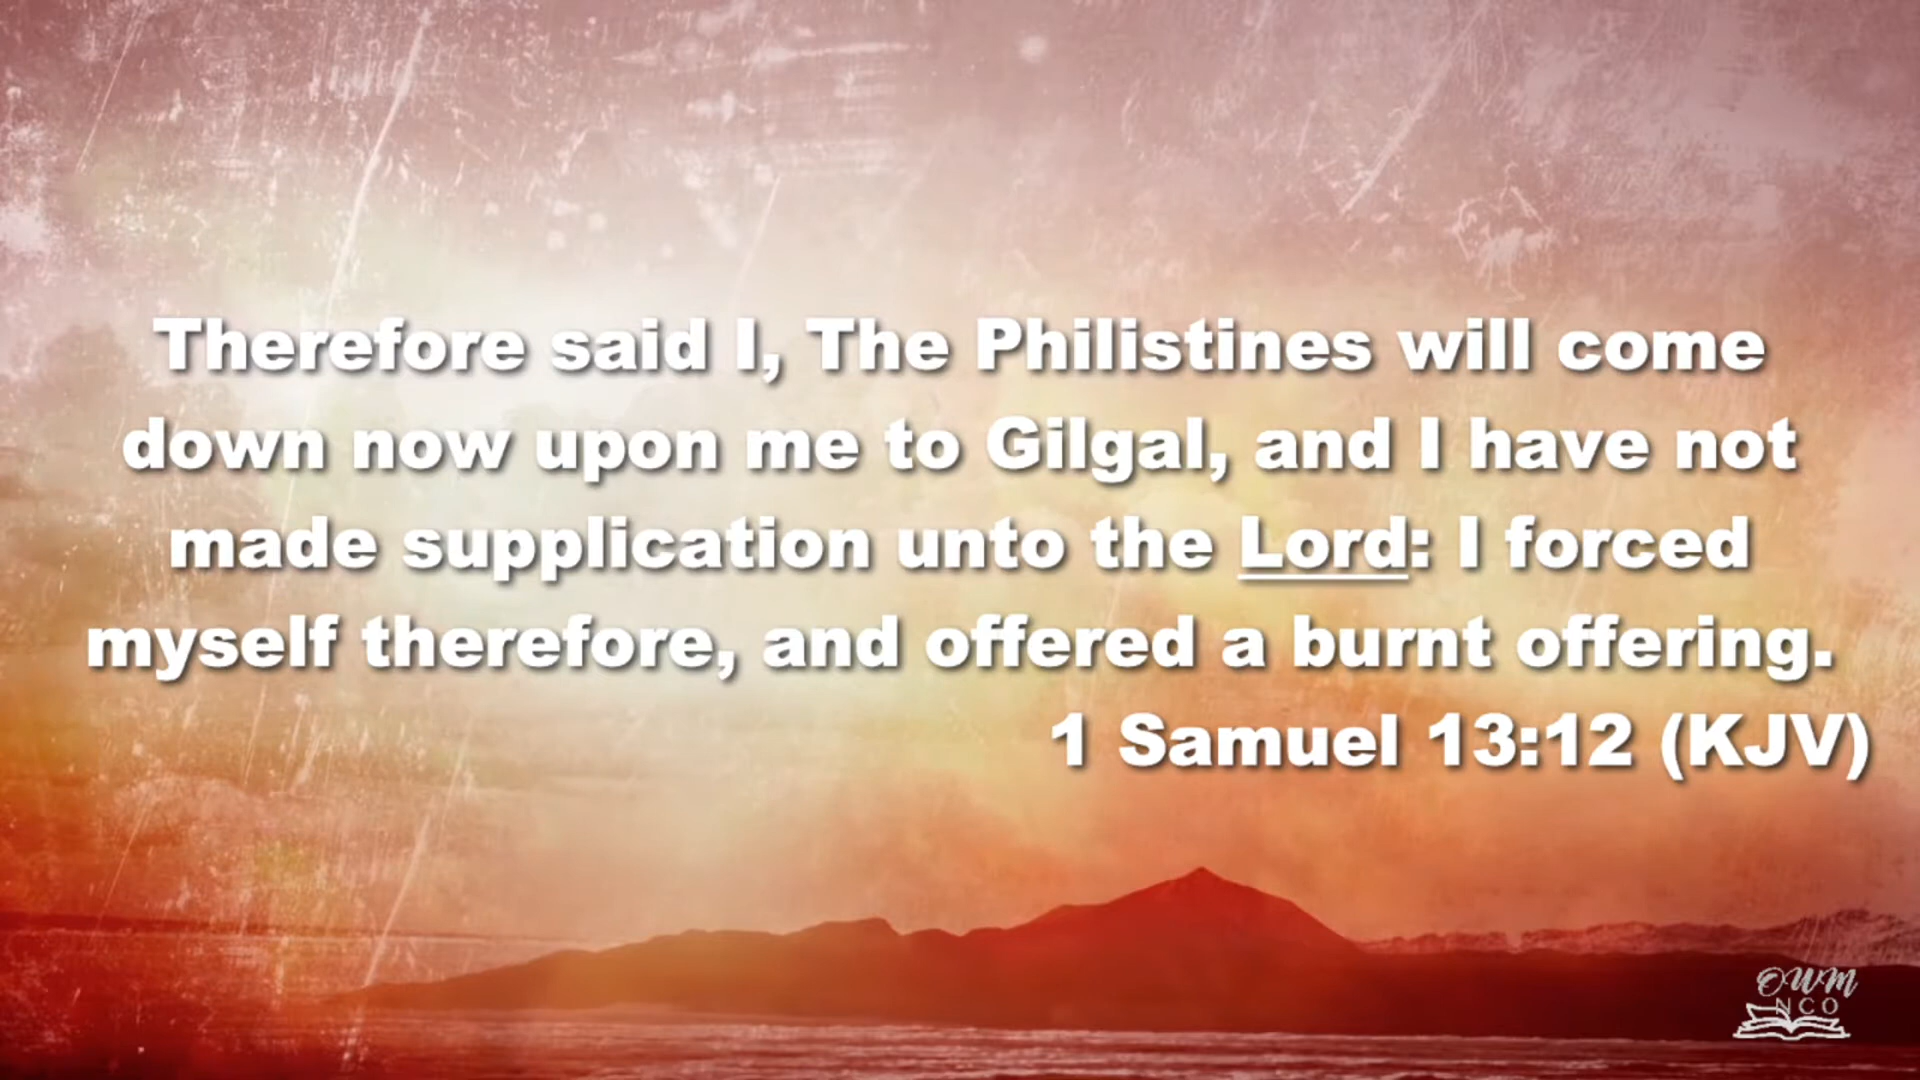 Therefore said I, The Philistines will come
down now upon me to Gilgal, and I have not
made supplication unto the Lord: I forced
myself therefore, and offered a burnt offering.
1 Samuel 13:12 (KJV)
OWM
NCO